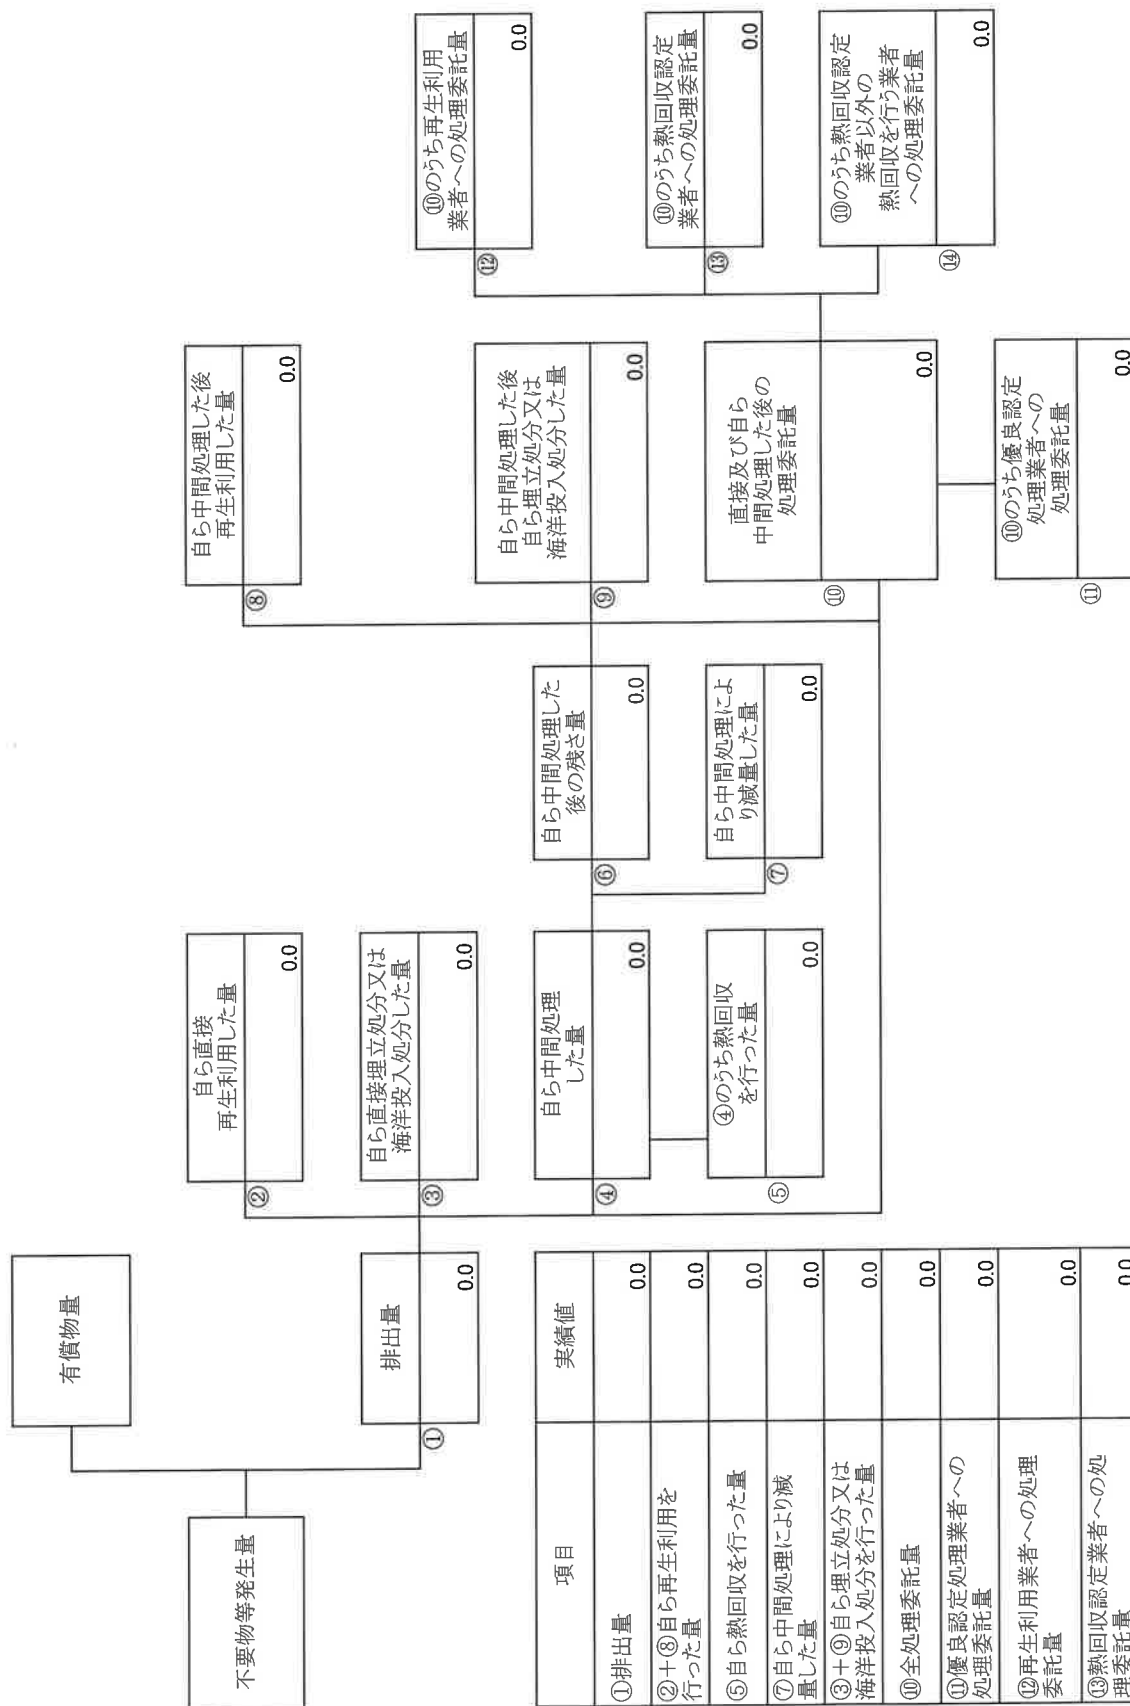 不要物等発生量
有償物量
①
排出量
0.0
②
自ら直接
再生利用した量
0.0
③
自ら直接埋立処分又は
海洋投入処分した量
0.0
④
自ら中間処理
した量
0.0
⑤
④のうち熱回収
を行った量
0.0
⑥
自ら中間処理した
後の残さ量
0.0
⑦
自ら中間処理によ
り減量した量
0.0
⑧
自ら中間処理した後
再生利用した量
0.0
⑨
自ら中間処理した後
自ら埋立処分又は
海洋投入処分した量
0.0
⑩
直接及び自ら
中間処理した後の
処理委託量
0.0
⑪
⑩のうち優良認定
処理業者への
処理委託量
0.0
⑫
⑩のうち再生利用
業者への処理委託量
0.0
⑬
⑩のうち熱回収認定
業者への処理委託量
0.0
⑭
⑩のうち熱回収認定
業者以外の
熱回収を行う業者
への処理委託量
0.0
項目
実績値
①排出量
0.0
②+⑧自ら再生利用を
行った量
0.0
⑤自ら熱回収を行った量
0.0
⑦自ら中間処理により減
量した量
0.0
③+⑨自ら埋立処分又は
海洋投入処分を行った量
0.0
⑩全処理委託量
0.0
⑪優良認定処理業者への
処理委託量
0.0
⑫再生利用業者への処理
委託量
0.0
⑬熱回収認定業者への処
理委託量
0.0